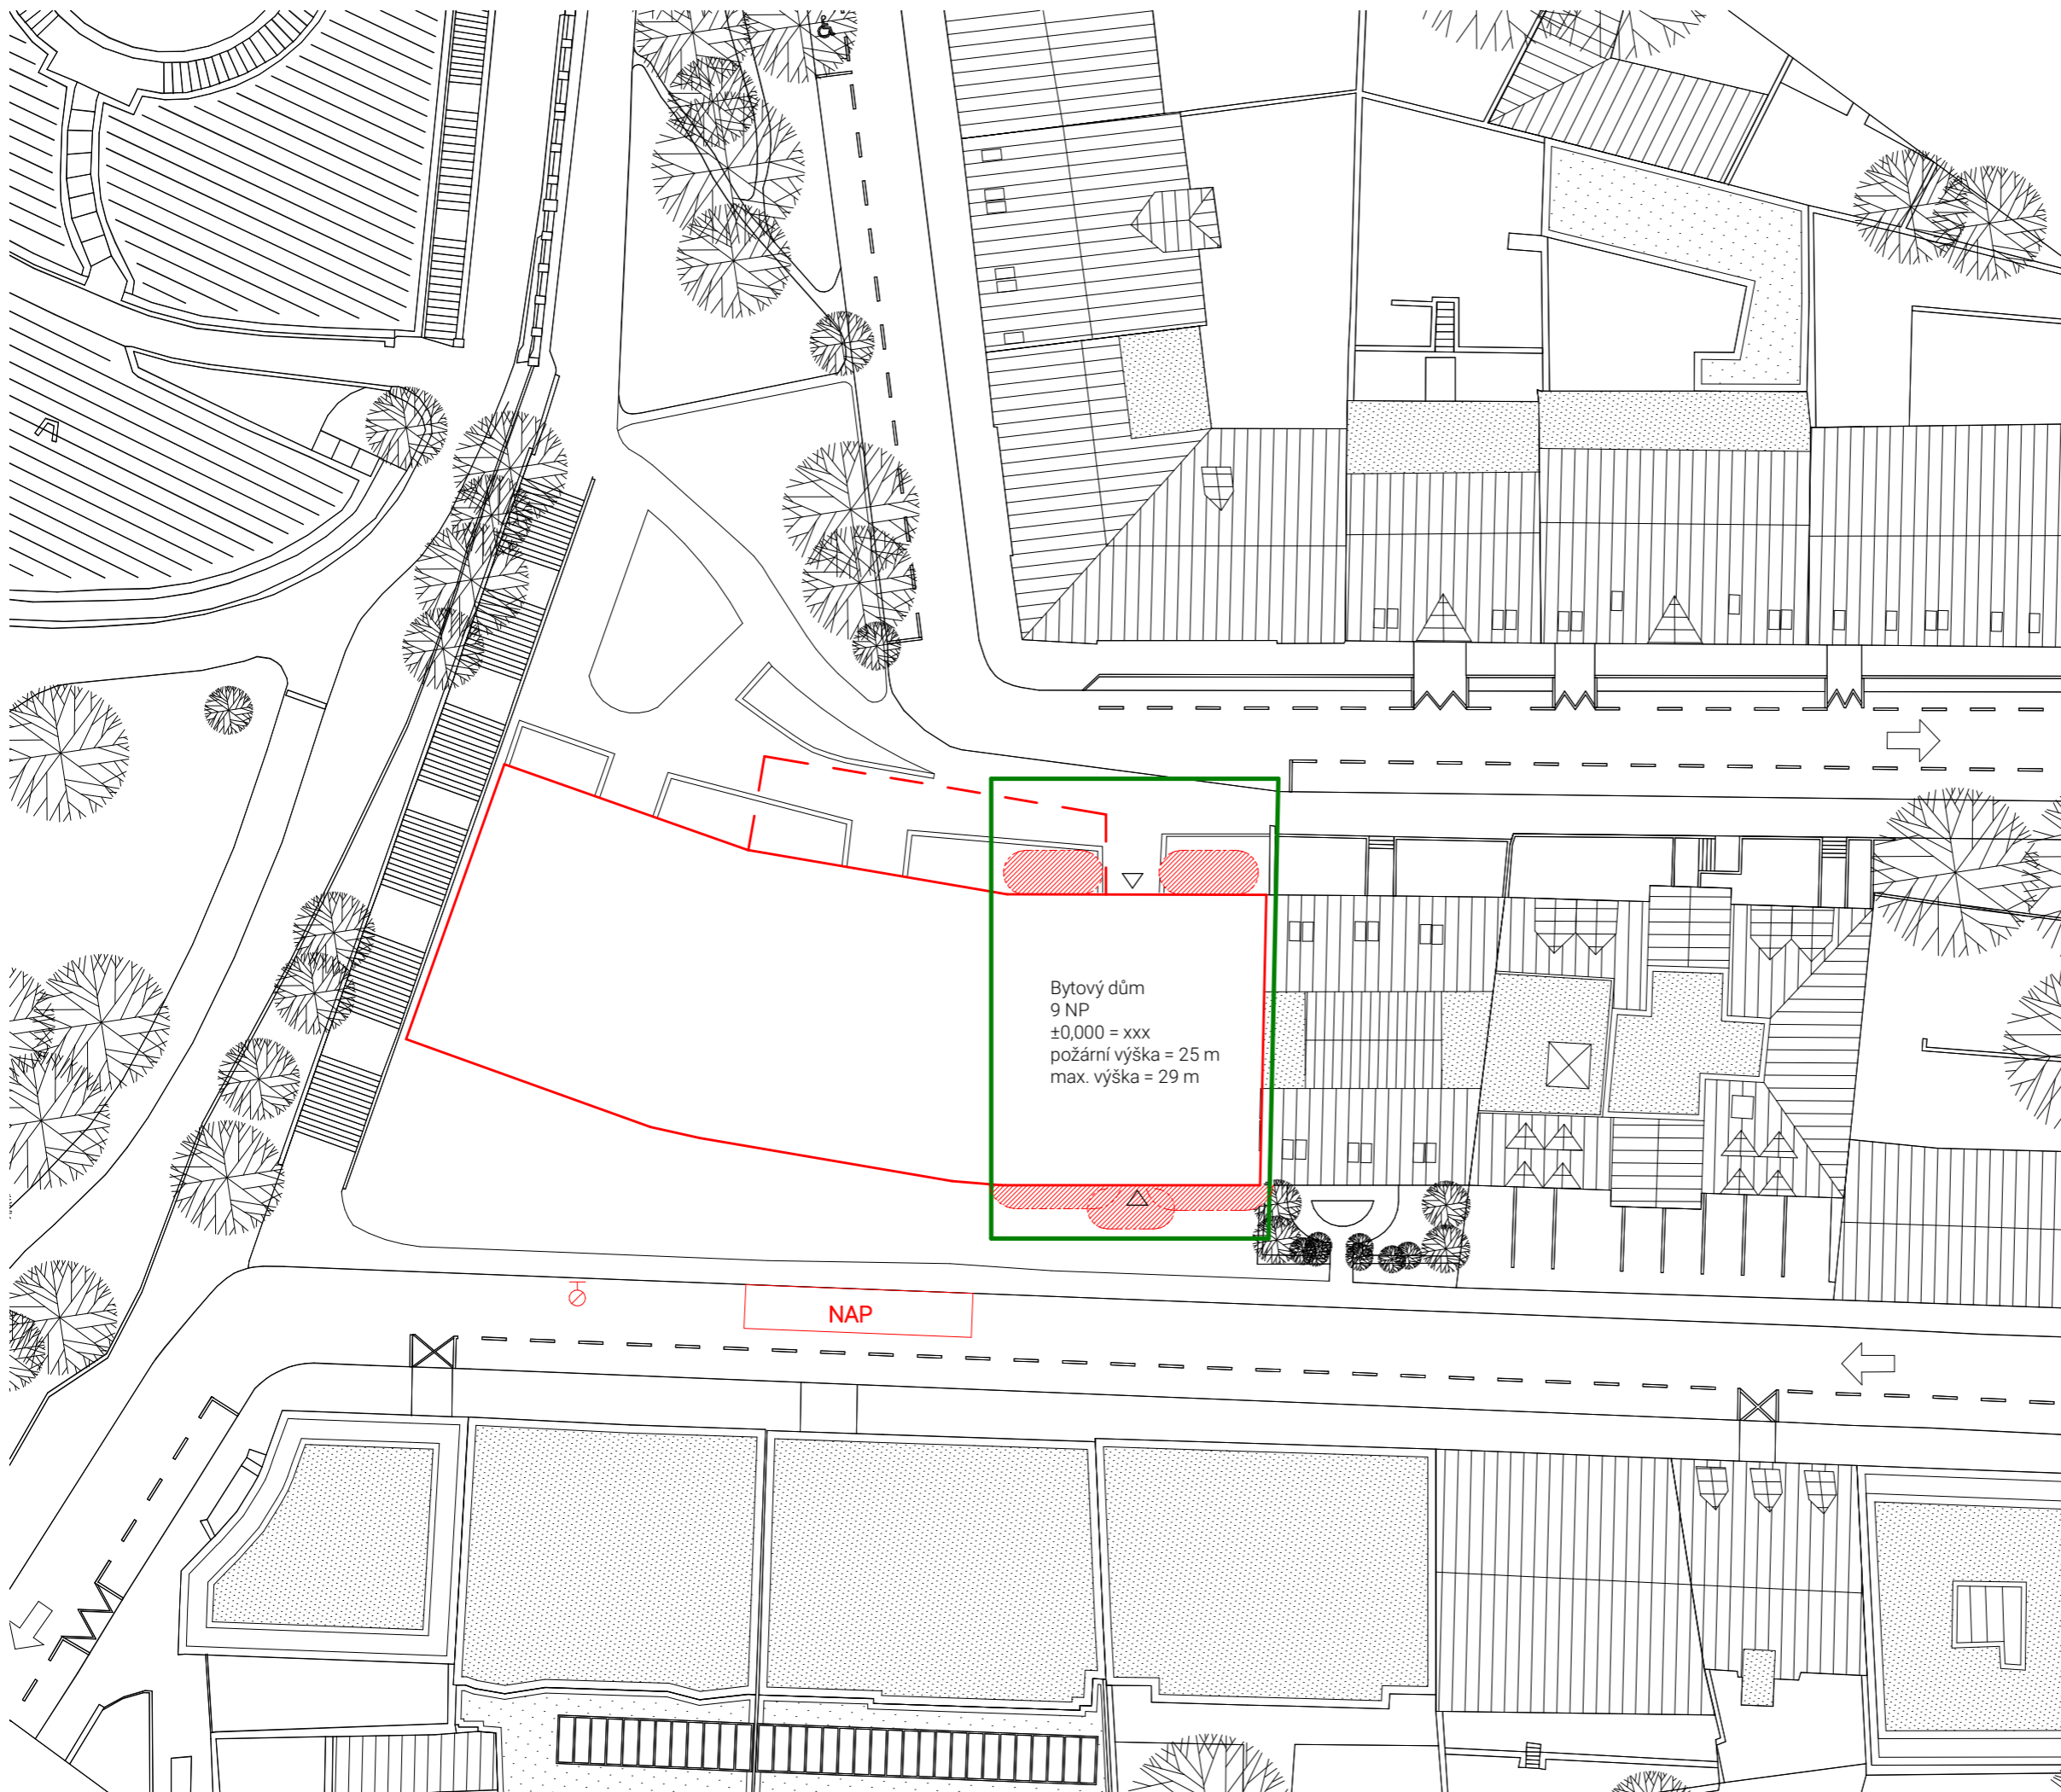 Bytový dům
9 NP
±0,000 = xxx
požární výška = 25 m
max. výška = 29 m
NAP